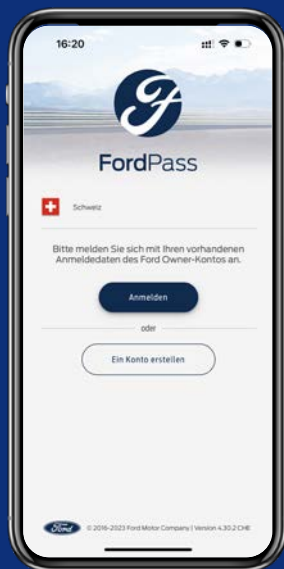 16:20
FordPass
Schweiz
Bitte melden Sie sich mit Ihren vorhandenen
Anmeldedaten des Ford Owner-Kontos an.
Anmelden
oder
Ein Konto erstellen
Ford © 2016-2023 Ford Motor Company | Version 4.30.2 CHE